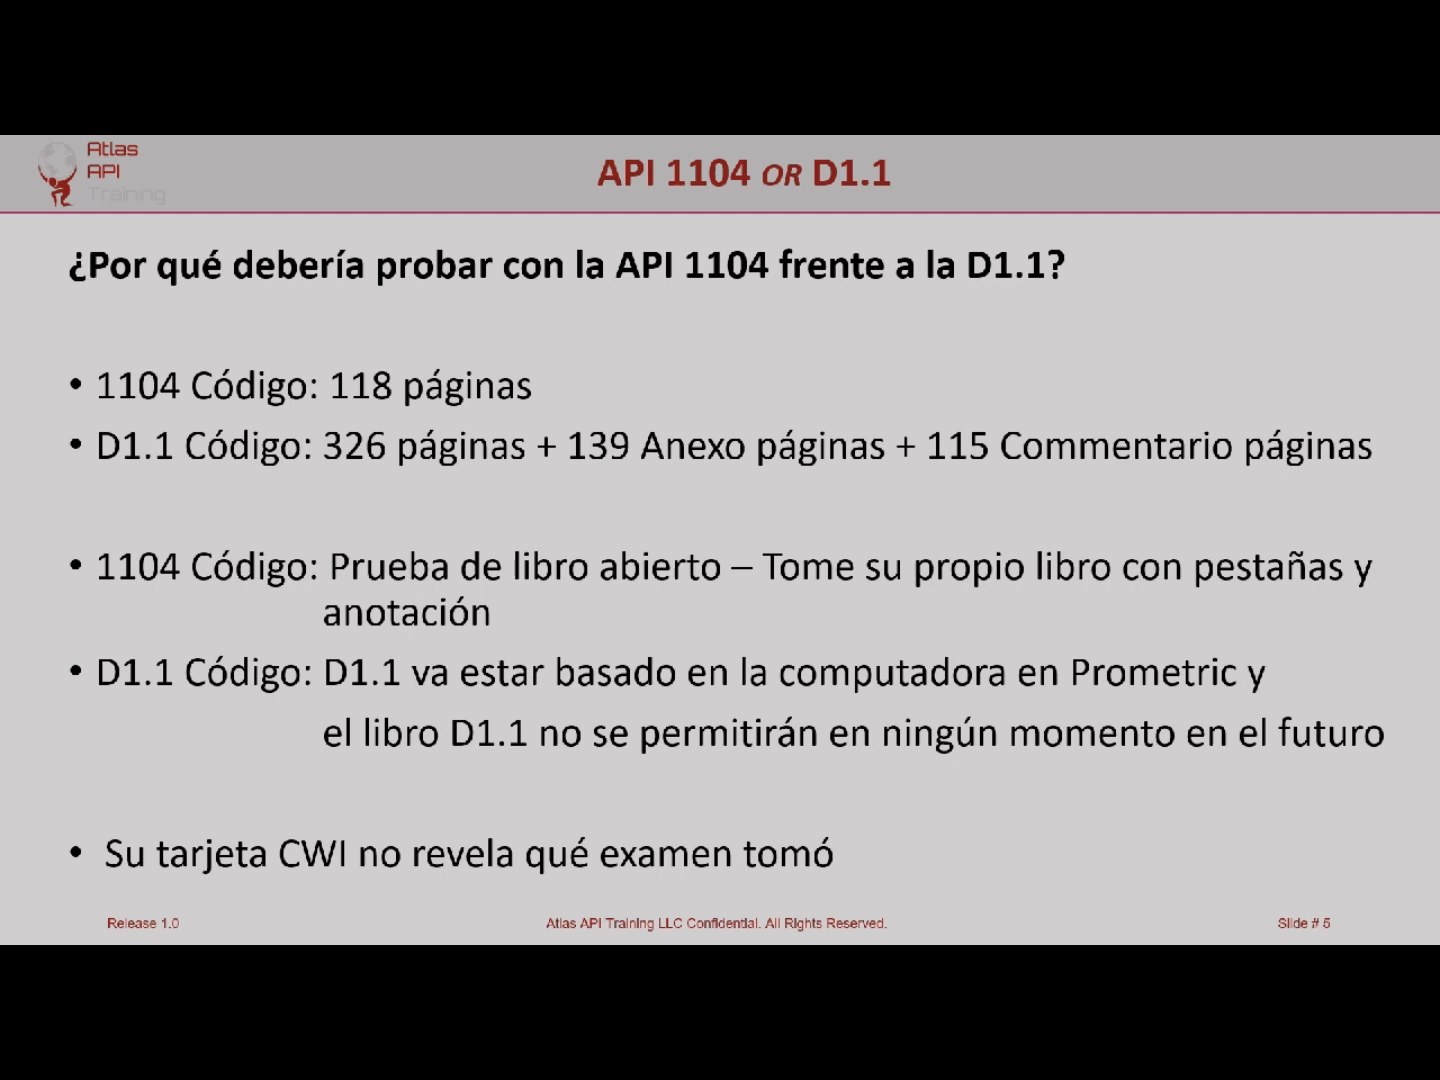 Atlas
API
Training
API 1104 OR D1.1
¿Por qué debería probar con la API 1104 frente a la D1.1?
• 1104 Código: 118 páginas
• D1.1 Código: 326 páginas + 139 Anexo páginas + 115 Commentario páginas
• 1104 Código: Prueba de libro abierto – Tome su propio libro con pestañas y
anotación
• D1.1 Código: D1.1 va estar basado en la computadora en Prometric y
el libro D1.1 no se permitirán en ningún momento en el futuro
• Su tarjeta CWI no revela qué examen tomó
Release 1.0
Atlas API Training LLC Confidential. All Rights Reserved.
Slide # 5